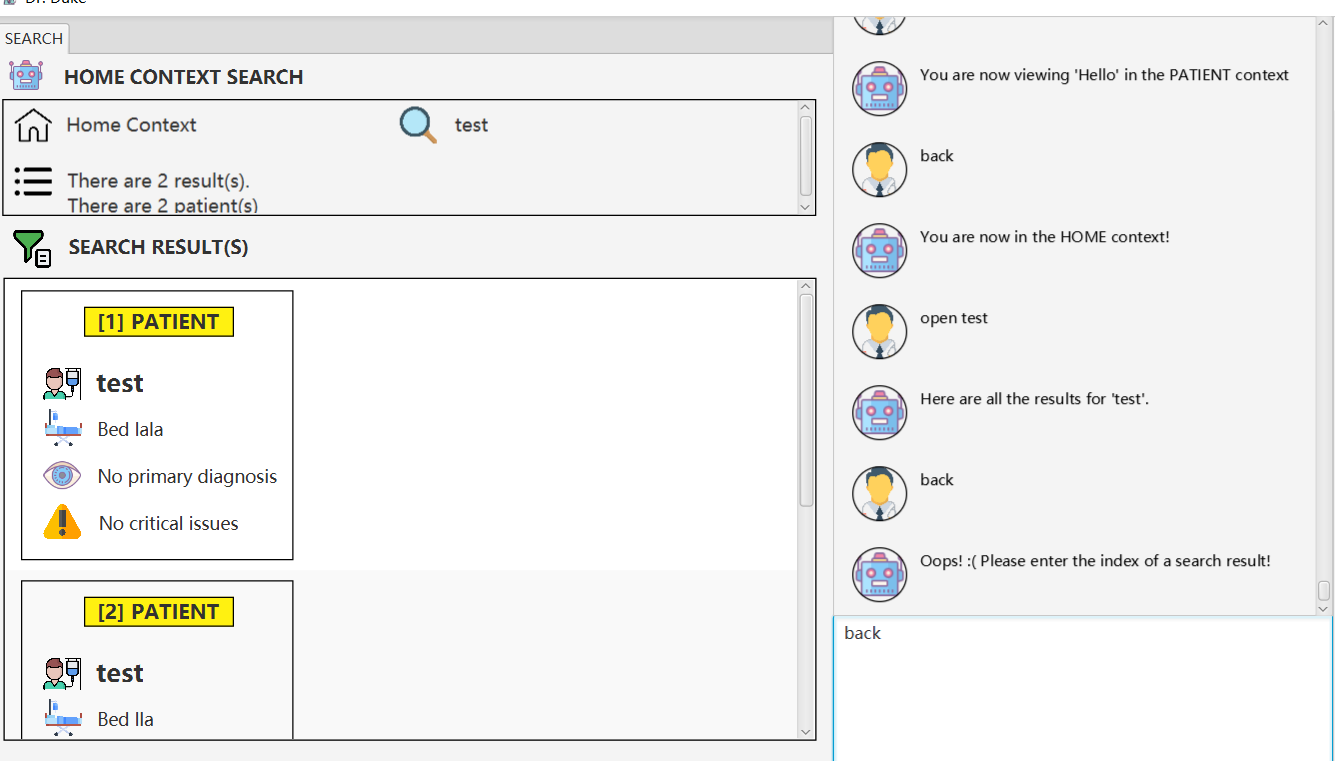 Dr. Duke
SEARCH
HOME CONTEXT SEARCH
Home Context
test
There are 2 result(s).
There are 2 patient(s)
SEARCH RESULT(S)
[1] PATIENT
test
Bed lala
No primary diagnosis
No critical issues
[2] PATIENT
test
Bed lla
You are now viewing 'Hello' in the PATIENT context
back
You are now in the HOME context!
open test
Here are all the results for 'test'.
back
Oops! :( Please enter the index of a search result!
back